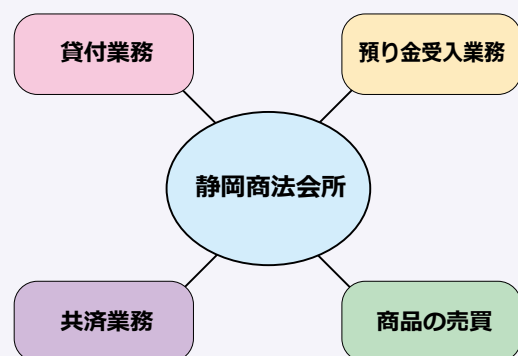 貸付業務
預り金受入業務
静岡商法会所
共済業務
商品の売買